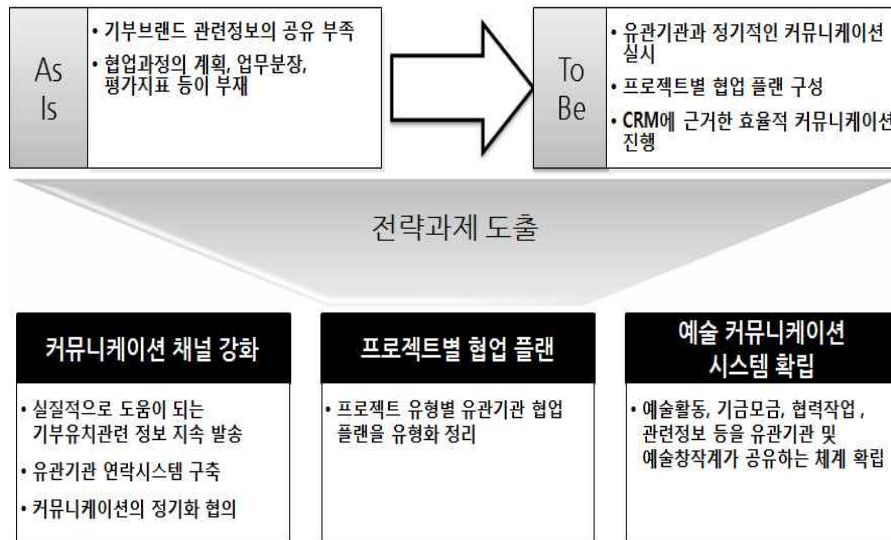 As
Is
• 기부브랜드 관련정보의 공유 부족
• 협업과정의 계획, 업무분장,
평가지표 등이 부재
To
Be
• 유관기관과 정기적인 커뮤니케이션
실시
• 프로젝트별 협업 플랜 구성
• CRM에 근거한 효율적 커뮤니케이션
진행
전략과제 도출
커뮤니케이션 채널 강화
• 실질적으로 도움이 되는
기부유치관련 정보 지속 발송
• 유관기관 연락시스템 구축
• 커뮤니케이션의 정기화 협의
프로젝트별 협업 플랜
• 프로젝트 유형별 유관기관 협업
플랜을 유형화 정리
예술 커뮤니케이션
시스템 확립
• 예술활동, 기금모금, 협력작업 ,
관련정보 등을 유관기관 및
예술창작계가 공유하는 체계 확립